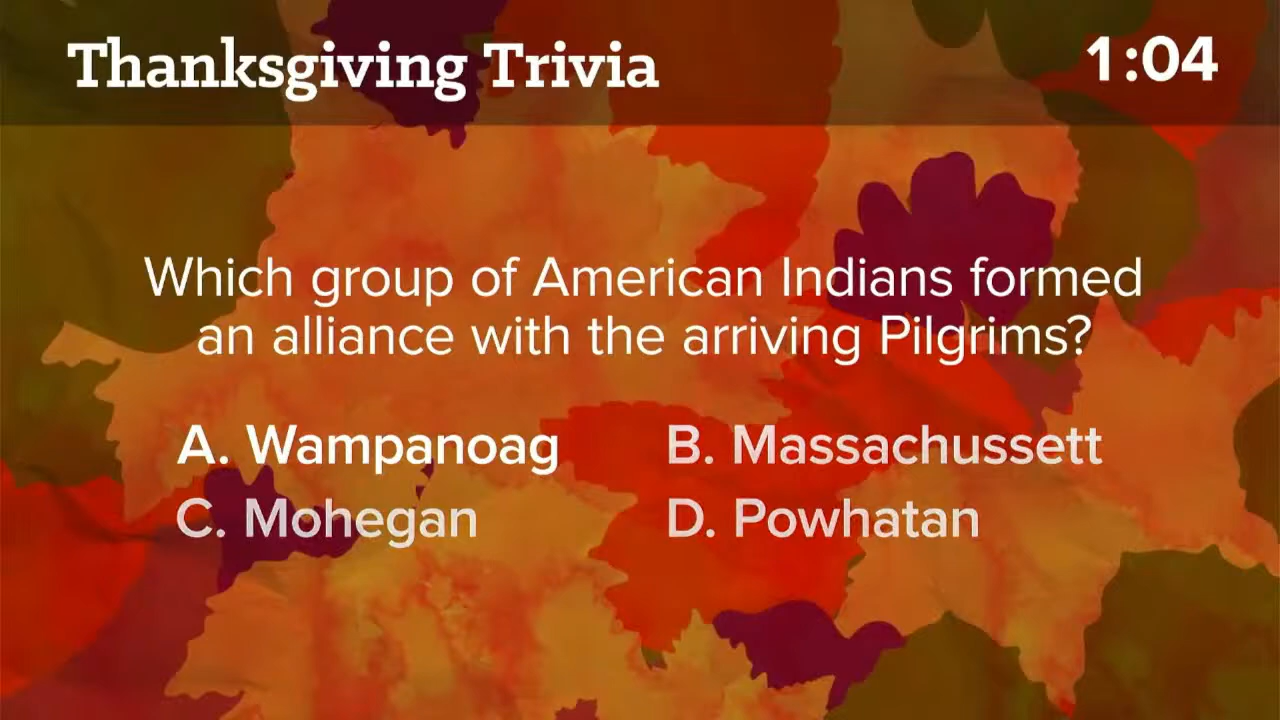 Thanksgiving Trivia
1:04
Which group of American Indians formed
an alliance with the arriving Pilgrims?
A. Wampanoag
B. Massachussett
C. Mohegan
D. Powhatan